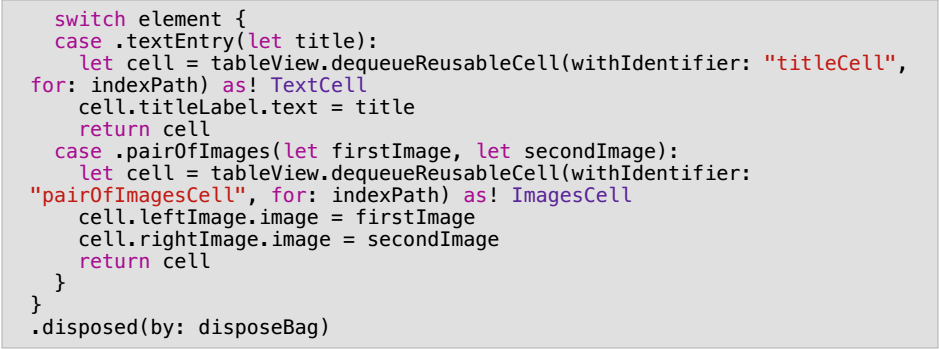 switch element {
  case .textEntry(let title):
    let cell = tableView.dequeueReusableCell(withIdentifier: "titleCell",
for: indexPath) as! TextCell
    cell.titleLabel.text = title
    return cell
  case .pairOfImages(let firstImage, let secondImage):
    let cell = tableView.dequeueReusableCell(withIdentifier:
"pairOfImagesCell", for: indexPath) as! ImagesCell
    cell.leftImage.image = firstImage
    cell.rightImage.image = secondImage
    return cell
  }
}
.disposed(by: disposeBag)